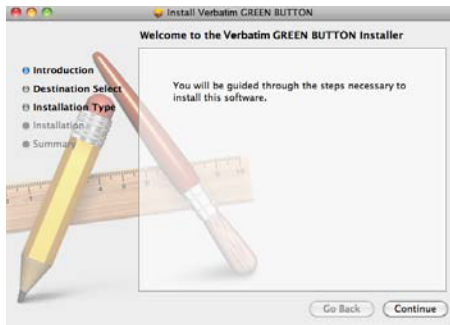 Install Verbatim GREEN BUTTON
Welcome to the Verbatim GREEN BUTTON Installer
Introduction
Destination Select
Installation Type
Installation
Summary
You will be guided through the steps necessary to
install this software.
Go Back
Continue